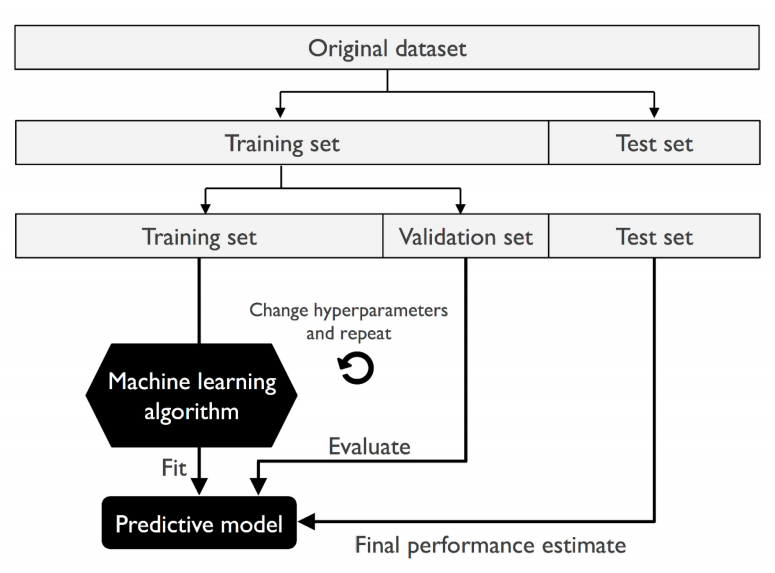 Original dataset
Training set
Test set
Training set
Validation set
Test set
Change hyperparameters
and repeat
Machine learning
algorithm
Evaluate
Fit
Predictive model
Final performance estimate